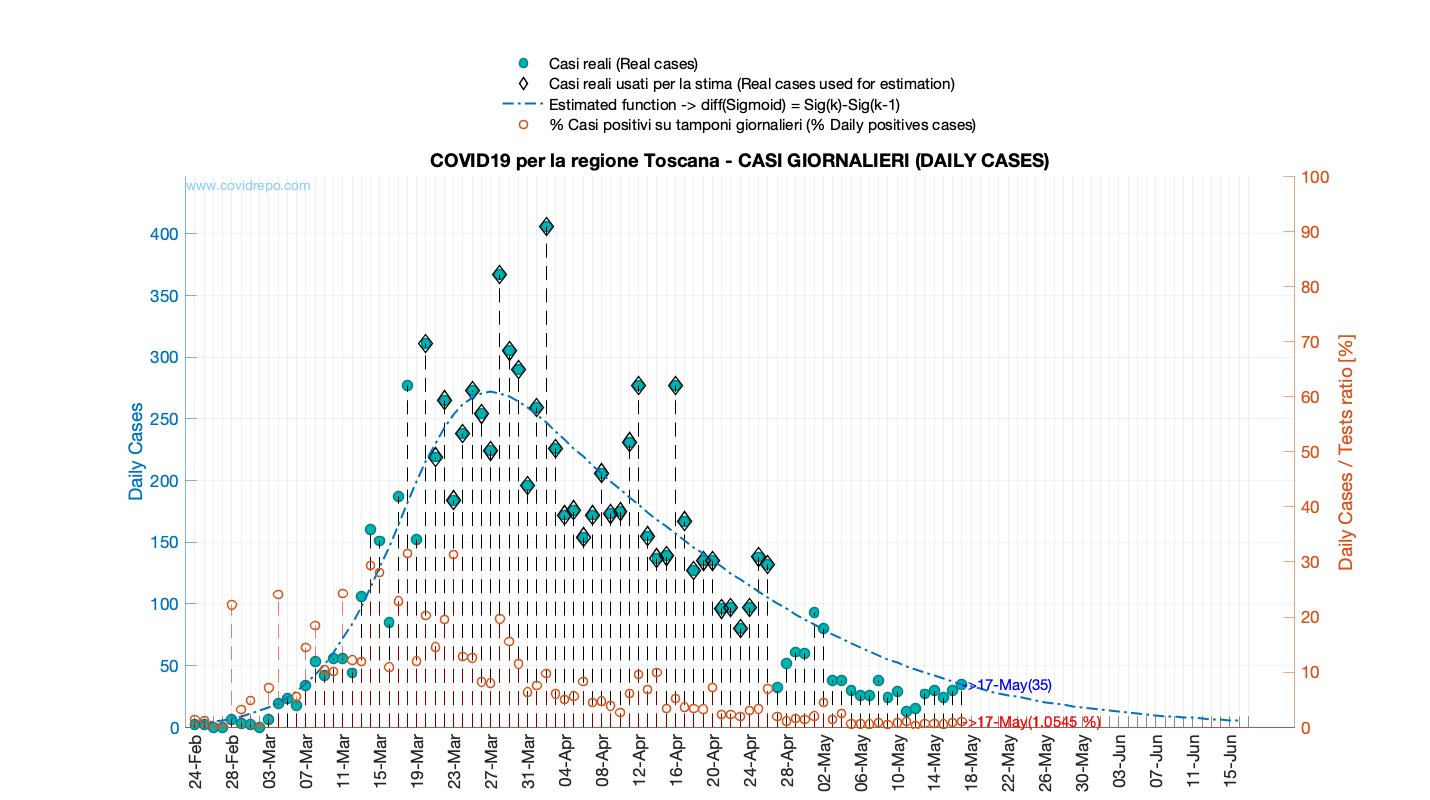 Casi reali (Real cases)
Casi reali usati per la stima (Real cases used for estimation)
Estimated function -> diff(Sigmoid) = Sig(k)-Sig(k-1)
% Casi positivi su tamponi giornalieri (% Daily positives cases)
COVID19 per la regione Toscana - CASI GIORNALIERI (DAILY CASES)
www.covidrepo.com
Daily Cases
400
350
300
250
200
150
100
50
0
100
90
80
70
60
50
40
30
20
10
0
Daily Cases / Tests ratio [%]
->17-May(35)
->17-May(1.0545 %)
24-Feb
28-Feb
03-Mar
07-Mar
11-Mar
15-Mar
19-Mar
23-Mar
27-Mar
31-Mar
04-Apr
08-Apr
12-Apr
16-Apr
20-Apr
24-Apr
28-Apr
02-May
06-May
10-May
14-May
18-May
22-May
26-May
30-May
03-Jun
07-Jun
11-Jun
15-Jun